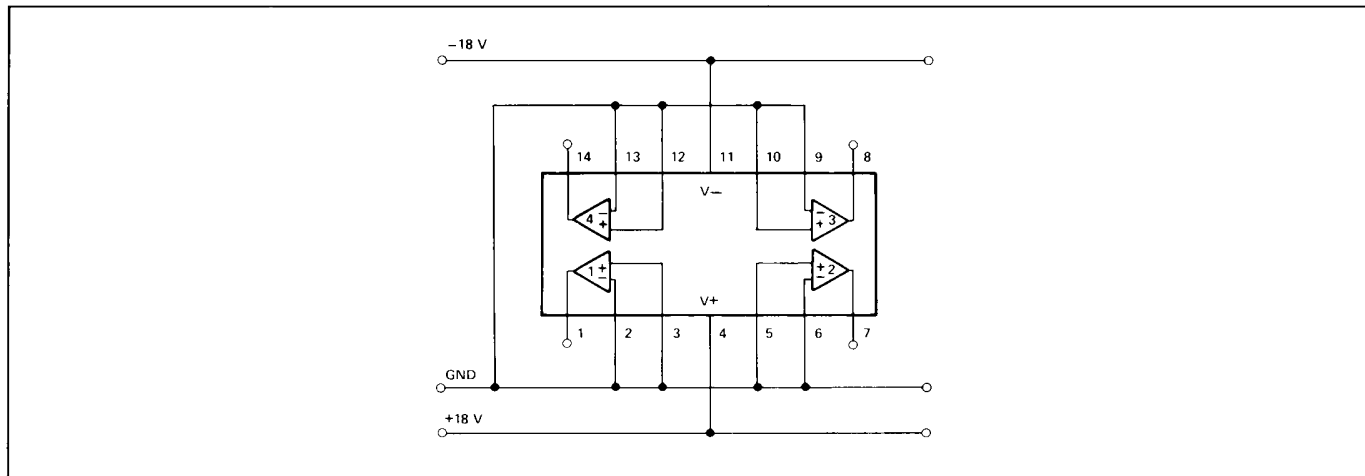 −18 V
14 13 12 11 10 9 8
V−
4 − + − + 3
1 + − + − 2
V+
1 2 3 4 5 6 7
GND
+18 V